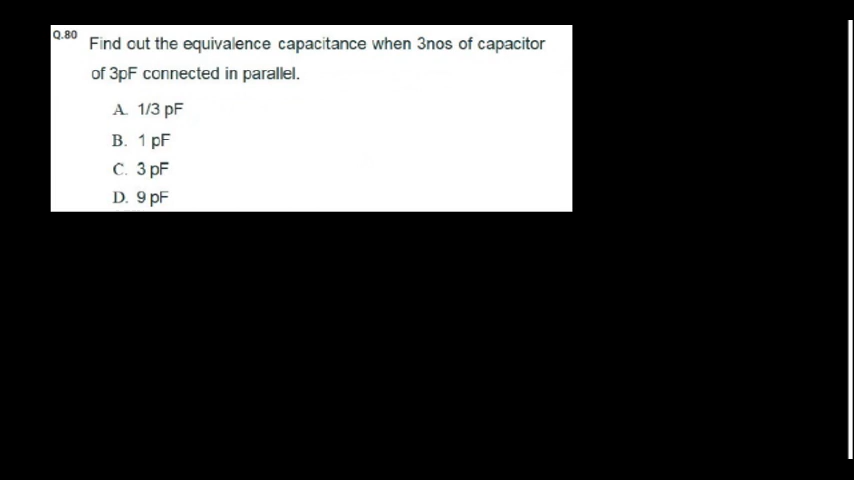 Q.80 Find out the equivalence capacitance when 3nos of capacitor
of 3pF connected in parallel.
A. 1/3 pF
B. 1 pF
C. 3 pF
D. 9 pF